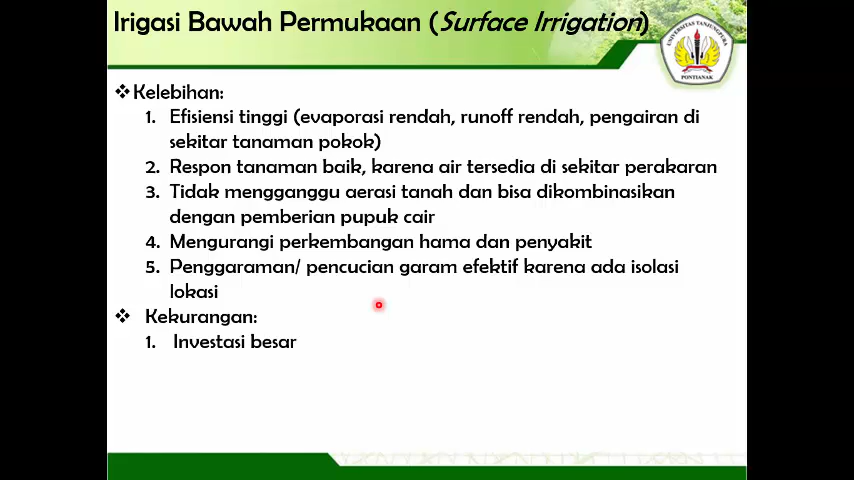 Irigasi Bawah Permukaan (Surface Irrigation)
UNIVERSITAS TANJUNGPURA
PONTIANAK
❖Kelebihan:
1. Efisiensi tinggi (evaporasi rendah, runoff rendah, pengairan di
sekitar tanaman pokok)
2. Respon tanaman baik, karena air tersedia di sekitar perakaran
3. Tidak mengganggu aerasi tanah dan bisa dikombinasikan
dengan pemberian pupuk cair
4. Mengurangi perkembangan hama dan penyakit
5. Penggaraman/ pencucian garam efektif karena ada isolasi
lokasi
❖ Kekurangan:
1. Investasi besar